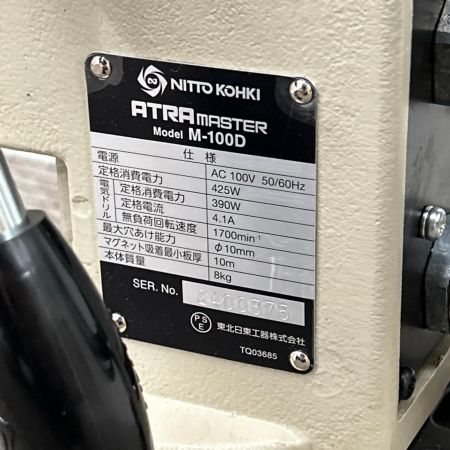 NITTO KOHKI
ATRA MASTER
Model M-100D
電源 仕様
定格消費電力 AC 100V 50/60Hz
電気ドリル 定格消費電力 425W
定格電流 390W
無負荷回転速度 4.1A
最大穴あけ能力 1700min⁻¹
マグネット吸着最小板厚 φ10mm
本体質量 10m
8kg
SER. No. 2400375
PS
E
東北日東工器株式会社
TQ03685